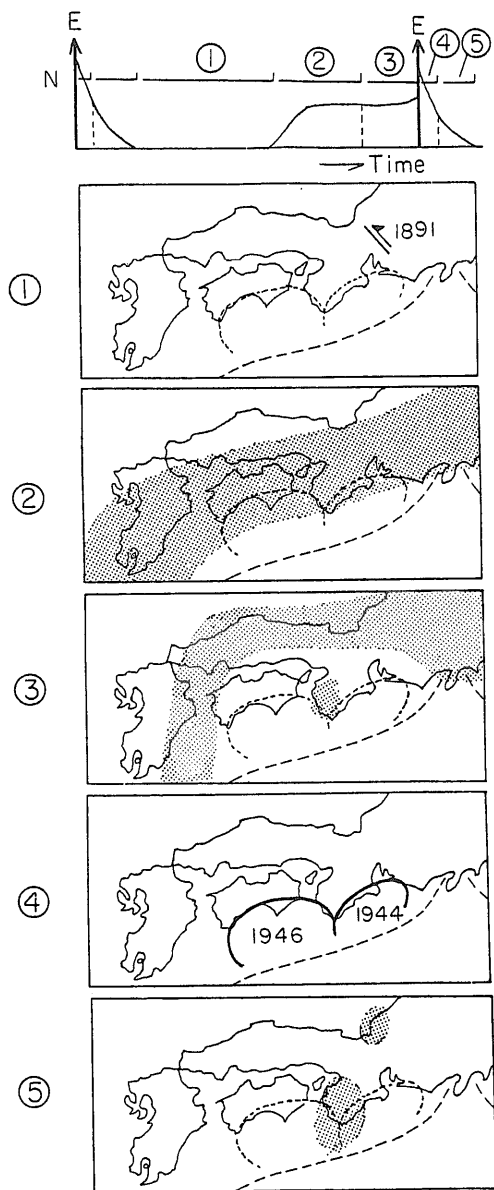 E E ④ ⑤
N ① ② ③
Time
① 1891
②
③
④ 1946 1944
⑤